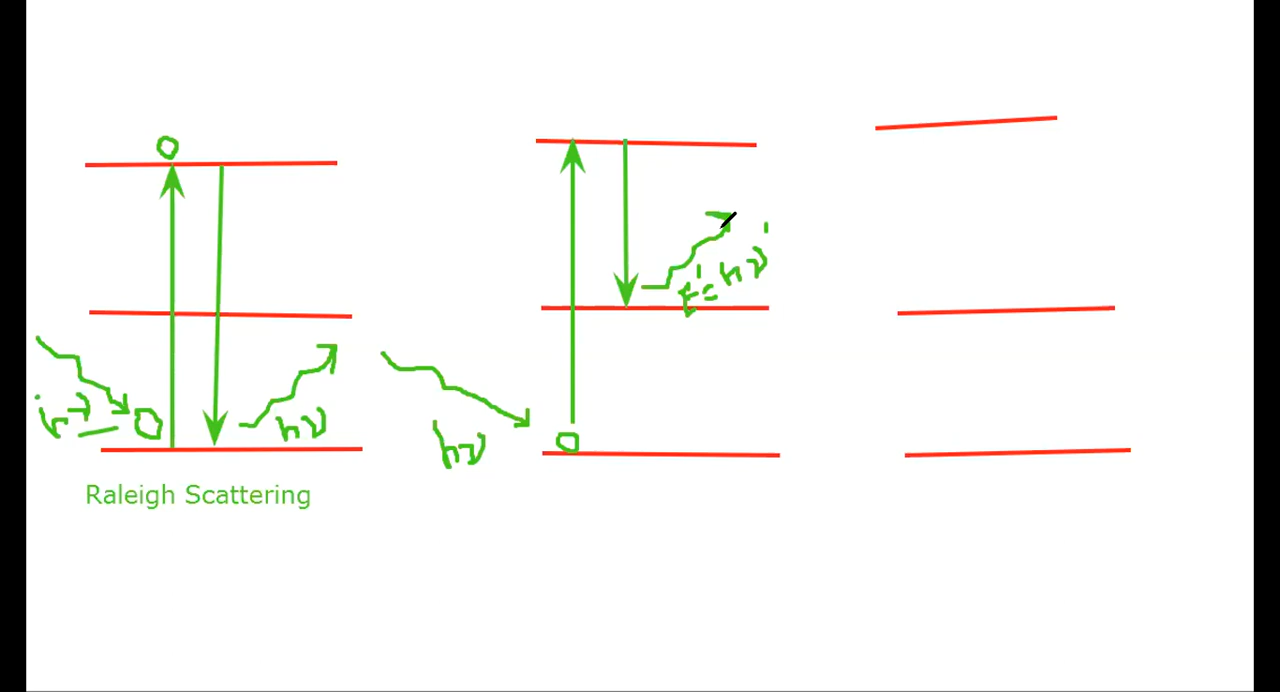 hν
hν
E'=hν'
Raleigh Scattering